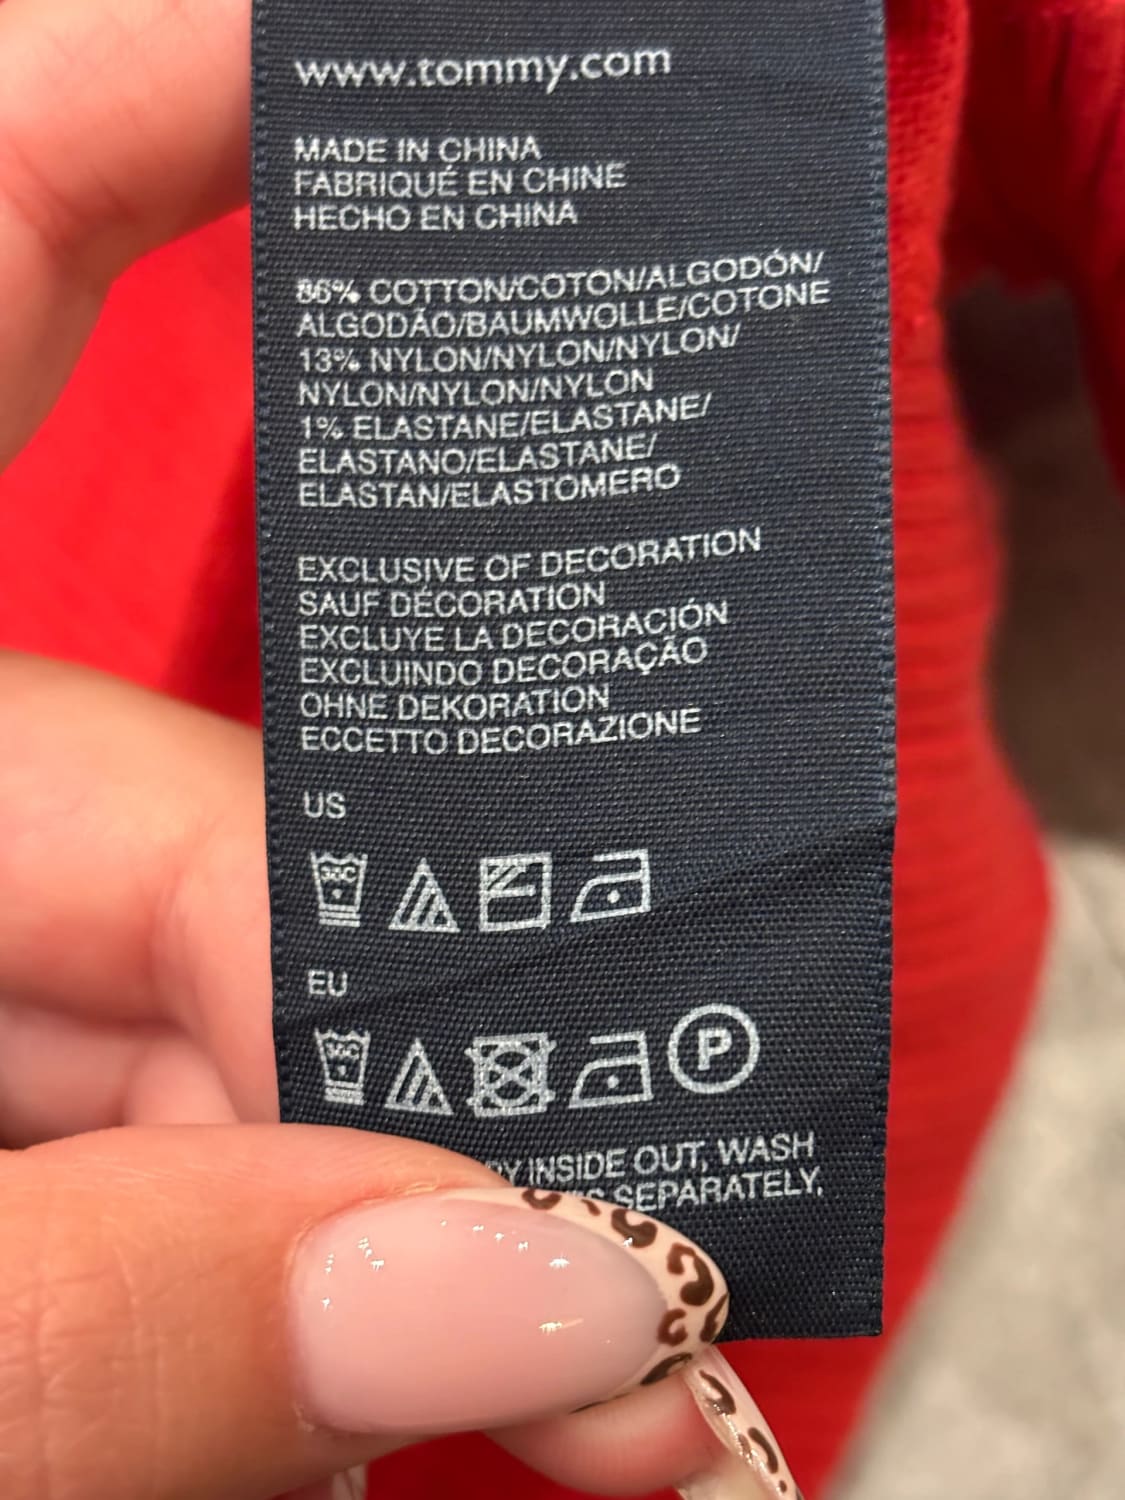 www.tommy.com
MADE IN CHINA
FABRIQUÉ EN CHINE
HECHO EN CHINA
86% COTTON/COTON/ALGODÓN/
ALGODÃO/BAUMWOLLE/COTONE
13% NYLON/NYLON/NYLON/
NYLON/NYLON/NYLON
1% ELASTANE/ELASTANE/
ELASTANO/ELASTANE/
ELASTAN/ELASTOMERO
EXCLUSIVE OF DECORATION
SAUF DÉCORATION
EXCLUYE LA DECORACIÓN
EXCLUINDO DECORAÇÃO
OHNE DEKORATION
ECCETTO DECORAZIONE
US
30C
EU
30C
P
INSIDE OUT, WASH
SEPARATELY,